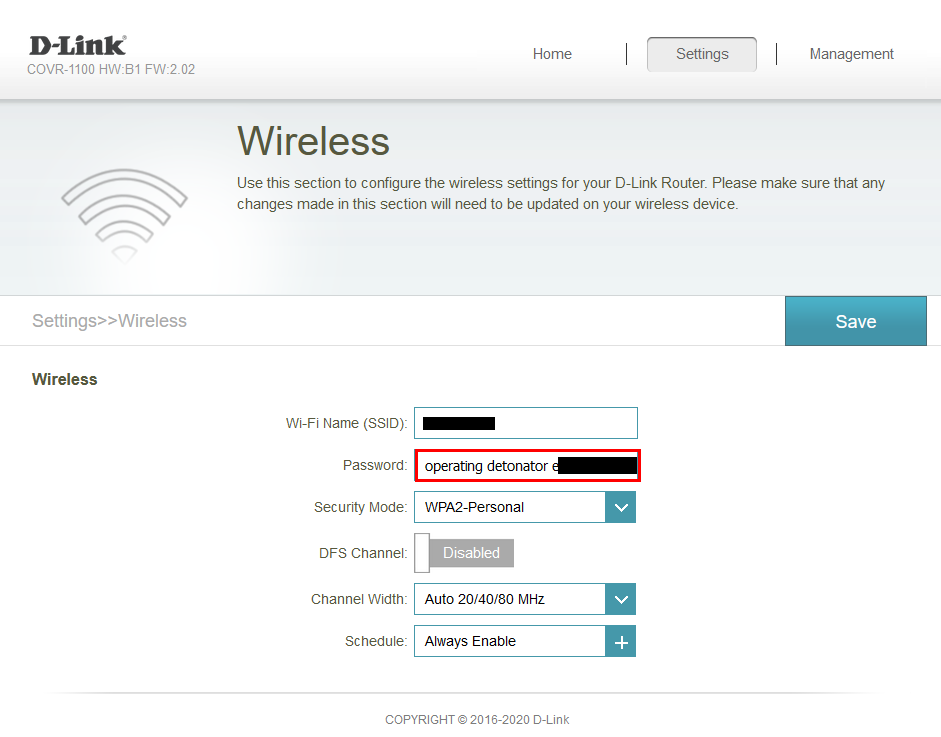 D-Link
COVR-1100 HW:B1 FW:2.02
Home
Settings
Management
Wireless
Use this section to configure the wireless settings for your D-Link Router. Please make sure that any
changes made in this section will need to be updated on your wireless device.
Settings>>Wireless
Save
Wireless
Wi-Fi Name (SSID):
Password: operating detonator e
Security Mode: WPA2-Personal
DFS Channel: Disabled
Channel Width: Auto 20/40/80 MHz
Schedule: Always Enable +
COPYRIGHT © 2016-2020 D-Link